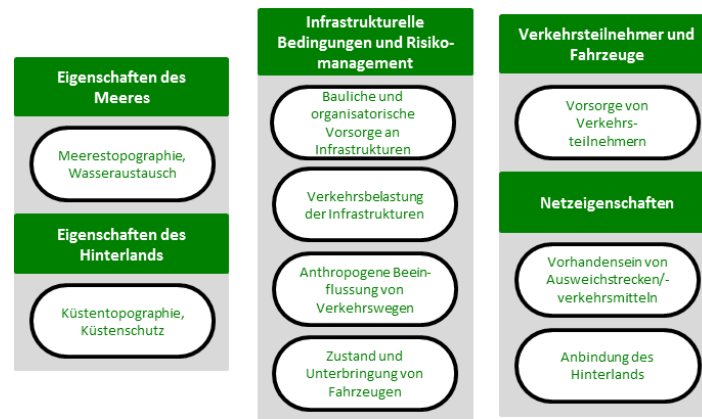 Eigenschaften des
Meeres
Meerestopographie,
Wasseraustausch
Eigenschaften des
Hinterlands
Küstentopographie,
Küstenschutz
Infrastrukturelle
Bedingungen und Risiko-
management
Bauliche und
organisatorische
Vorsorge an
Infrastrukturen
Verkehrsbelastung
der Infrastrukturen
Anthropogene Beein-
flussung von
Verkehrswegen
Zustand und
Unterbringung von
Fahrzeugen
Verkehrsteilnehmer und
Fahrzeuge
Vorsorge von
Verkehrs-
teilnehmern
Netzeigenschaften
Vorhandensein von
Ausweichstrecken/-
verkehrsmitteln
Anbindung des
Hinterlands